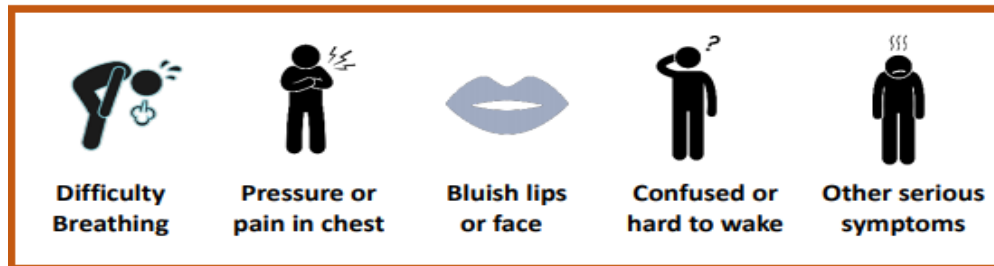 ?
Difficulty
Breathing
Pressure or
pain in chest
Bluish lips
or face
Confused or
hard to wake
Other serious
symptoms